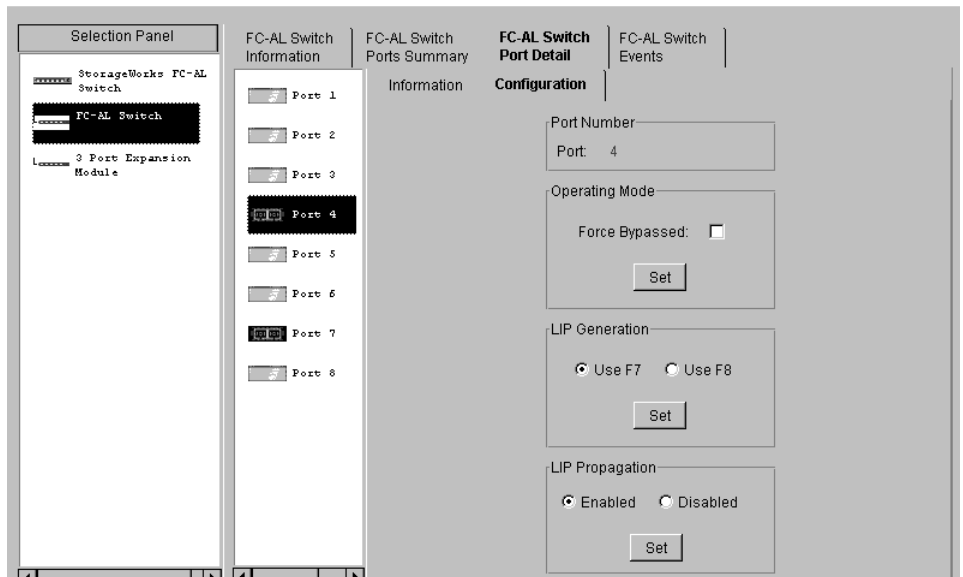 Selection Panel
StorageWorks FC-AL
Switch
FC-AL Switch
3 Port Expansion
Module
FC-AL Switch
Information
FC-AL Switch
Ports Summary
FC-AL Switch
Port Detail
FC-AL Switch
Events
Port 1
Port 2
Port 3
Port 4
Port 5
Port 6
Port 7
Port 8
Information
Configuration
Port Number
Port: 4
Operating Mode
Force Bypassed:
Set
LIP Generation
Use F7 Use F8
Set
LIP Propagation
Enabled Disabled
Set